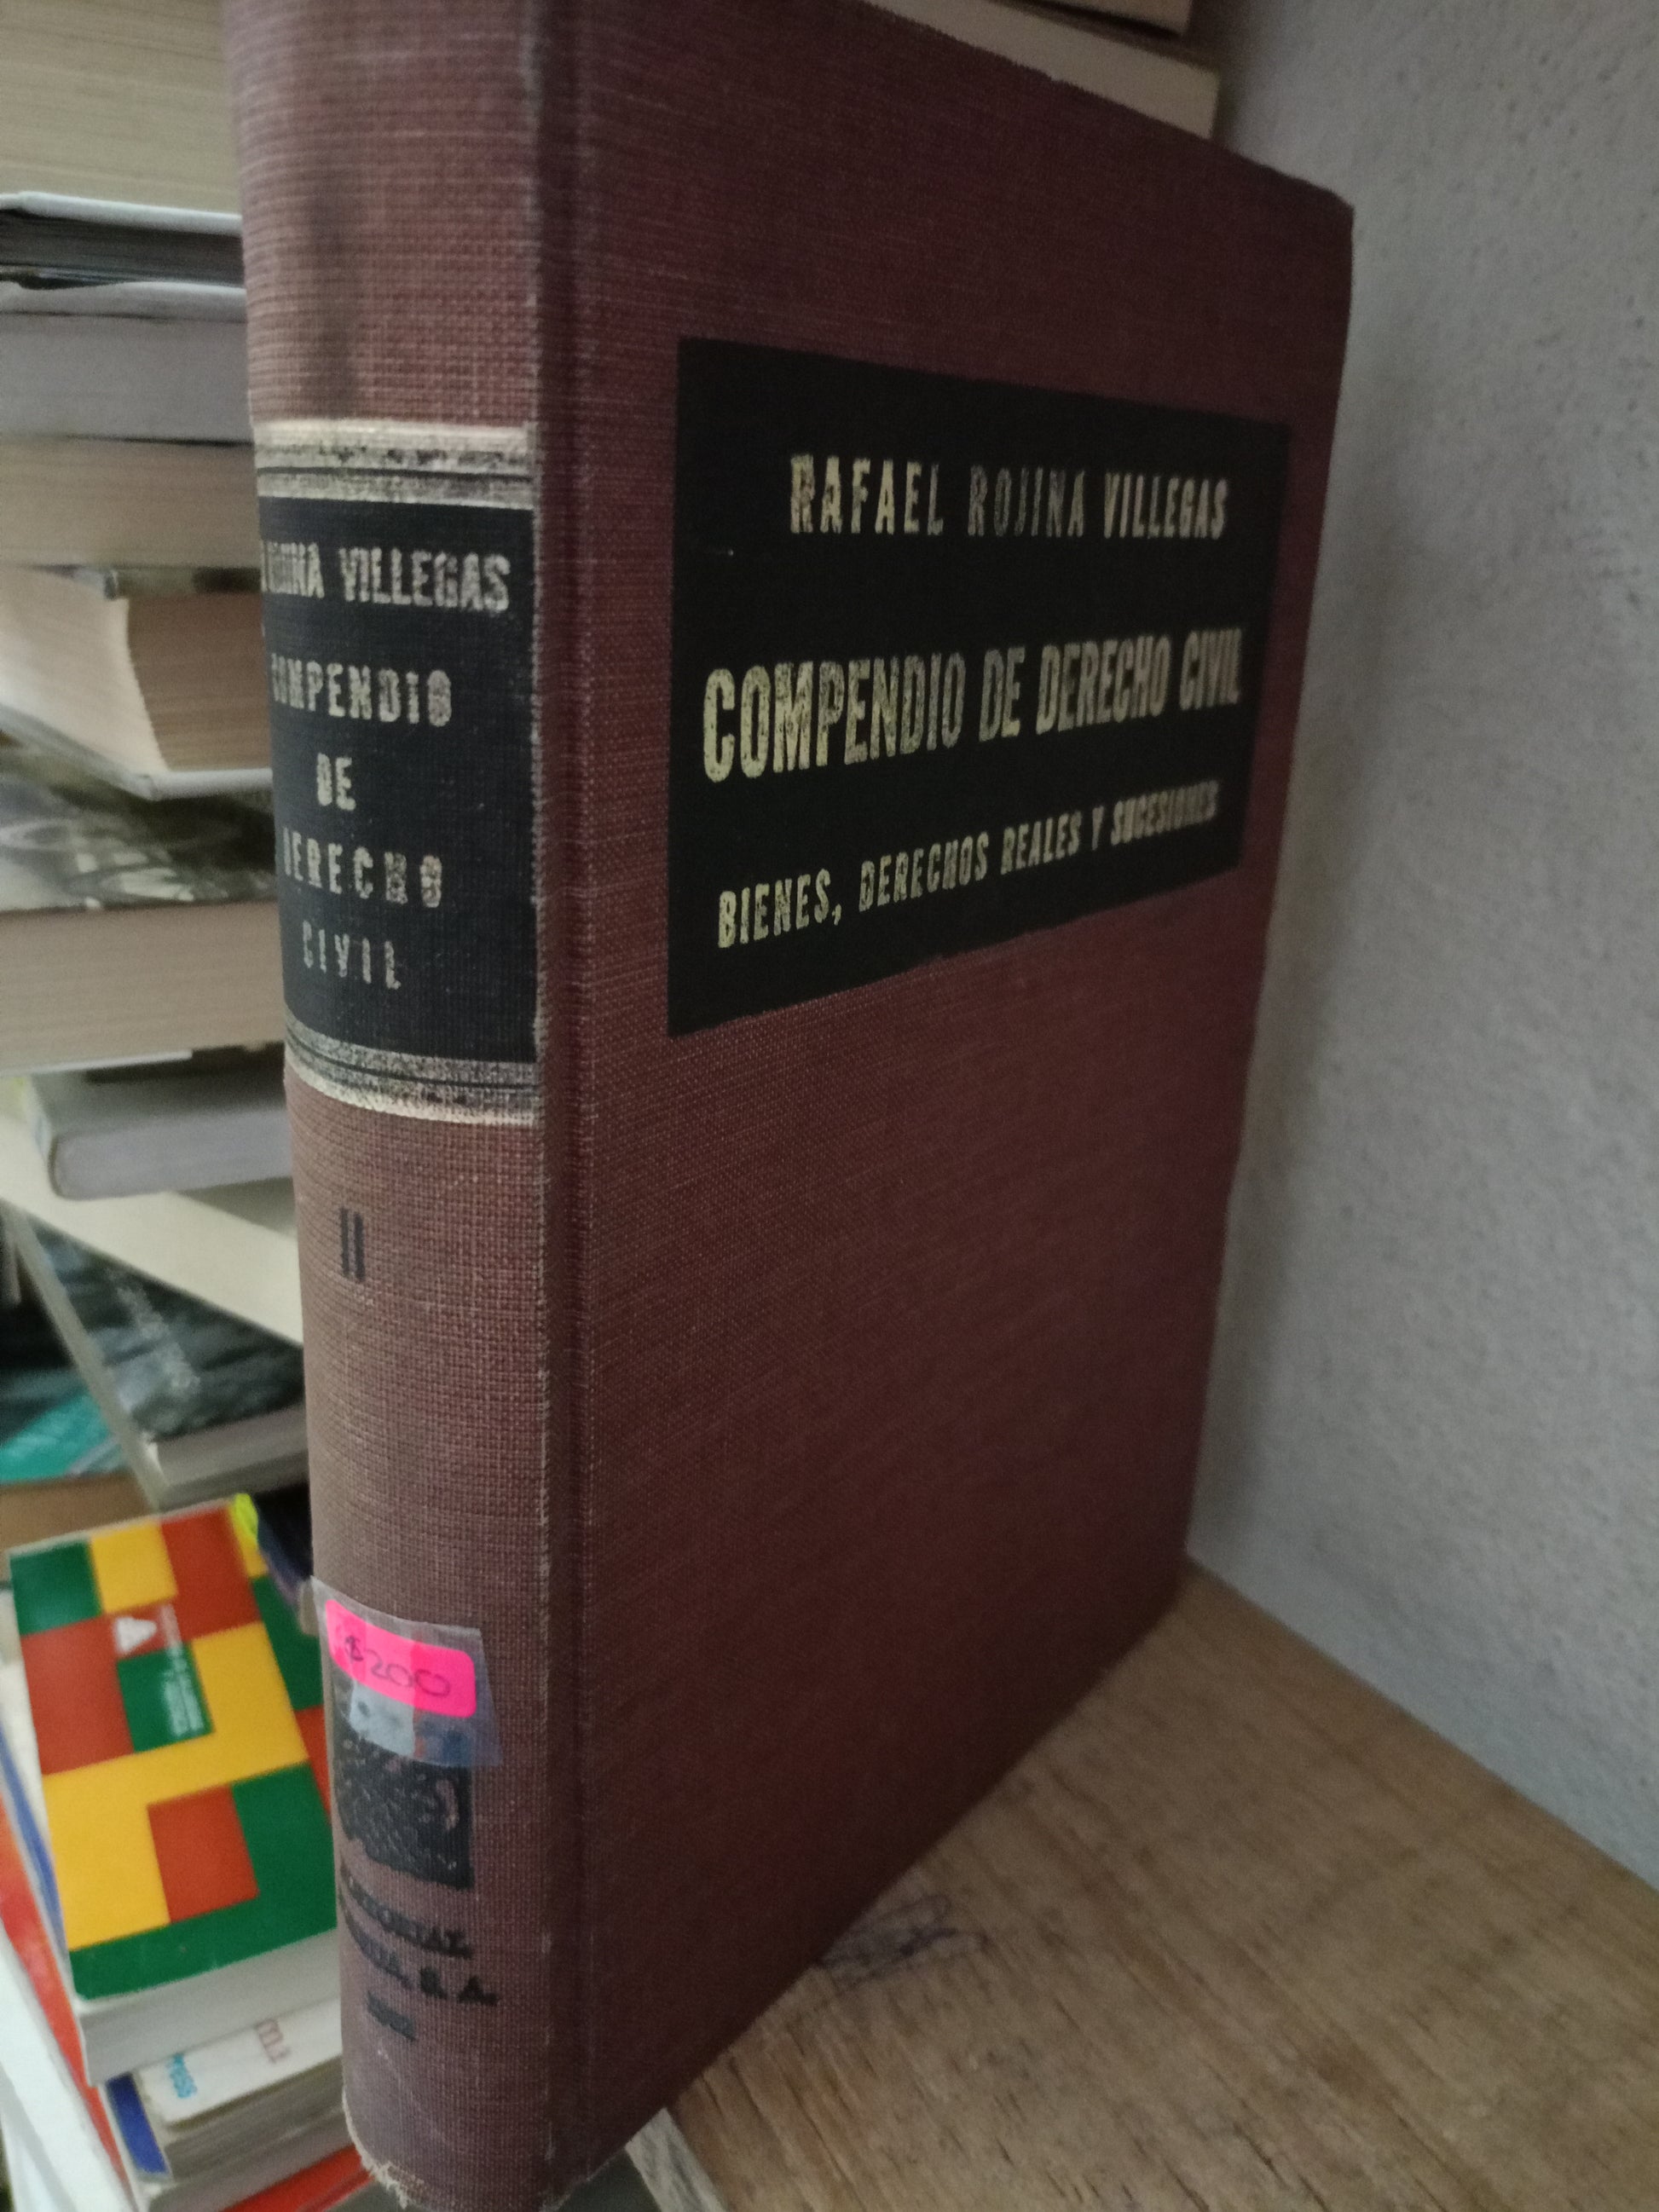 RAFAEL ROJINA VILLEGAS
COMPENDIO DE DERECHO CIVIL
BIENES, DERECHOS REALES Y SUCESIONES
ROJINA VILLEGAS
COMPENDIO
DE
DERECHO
CIVIL
II
$200
S. A.